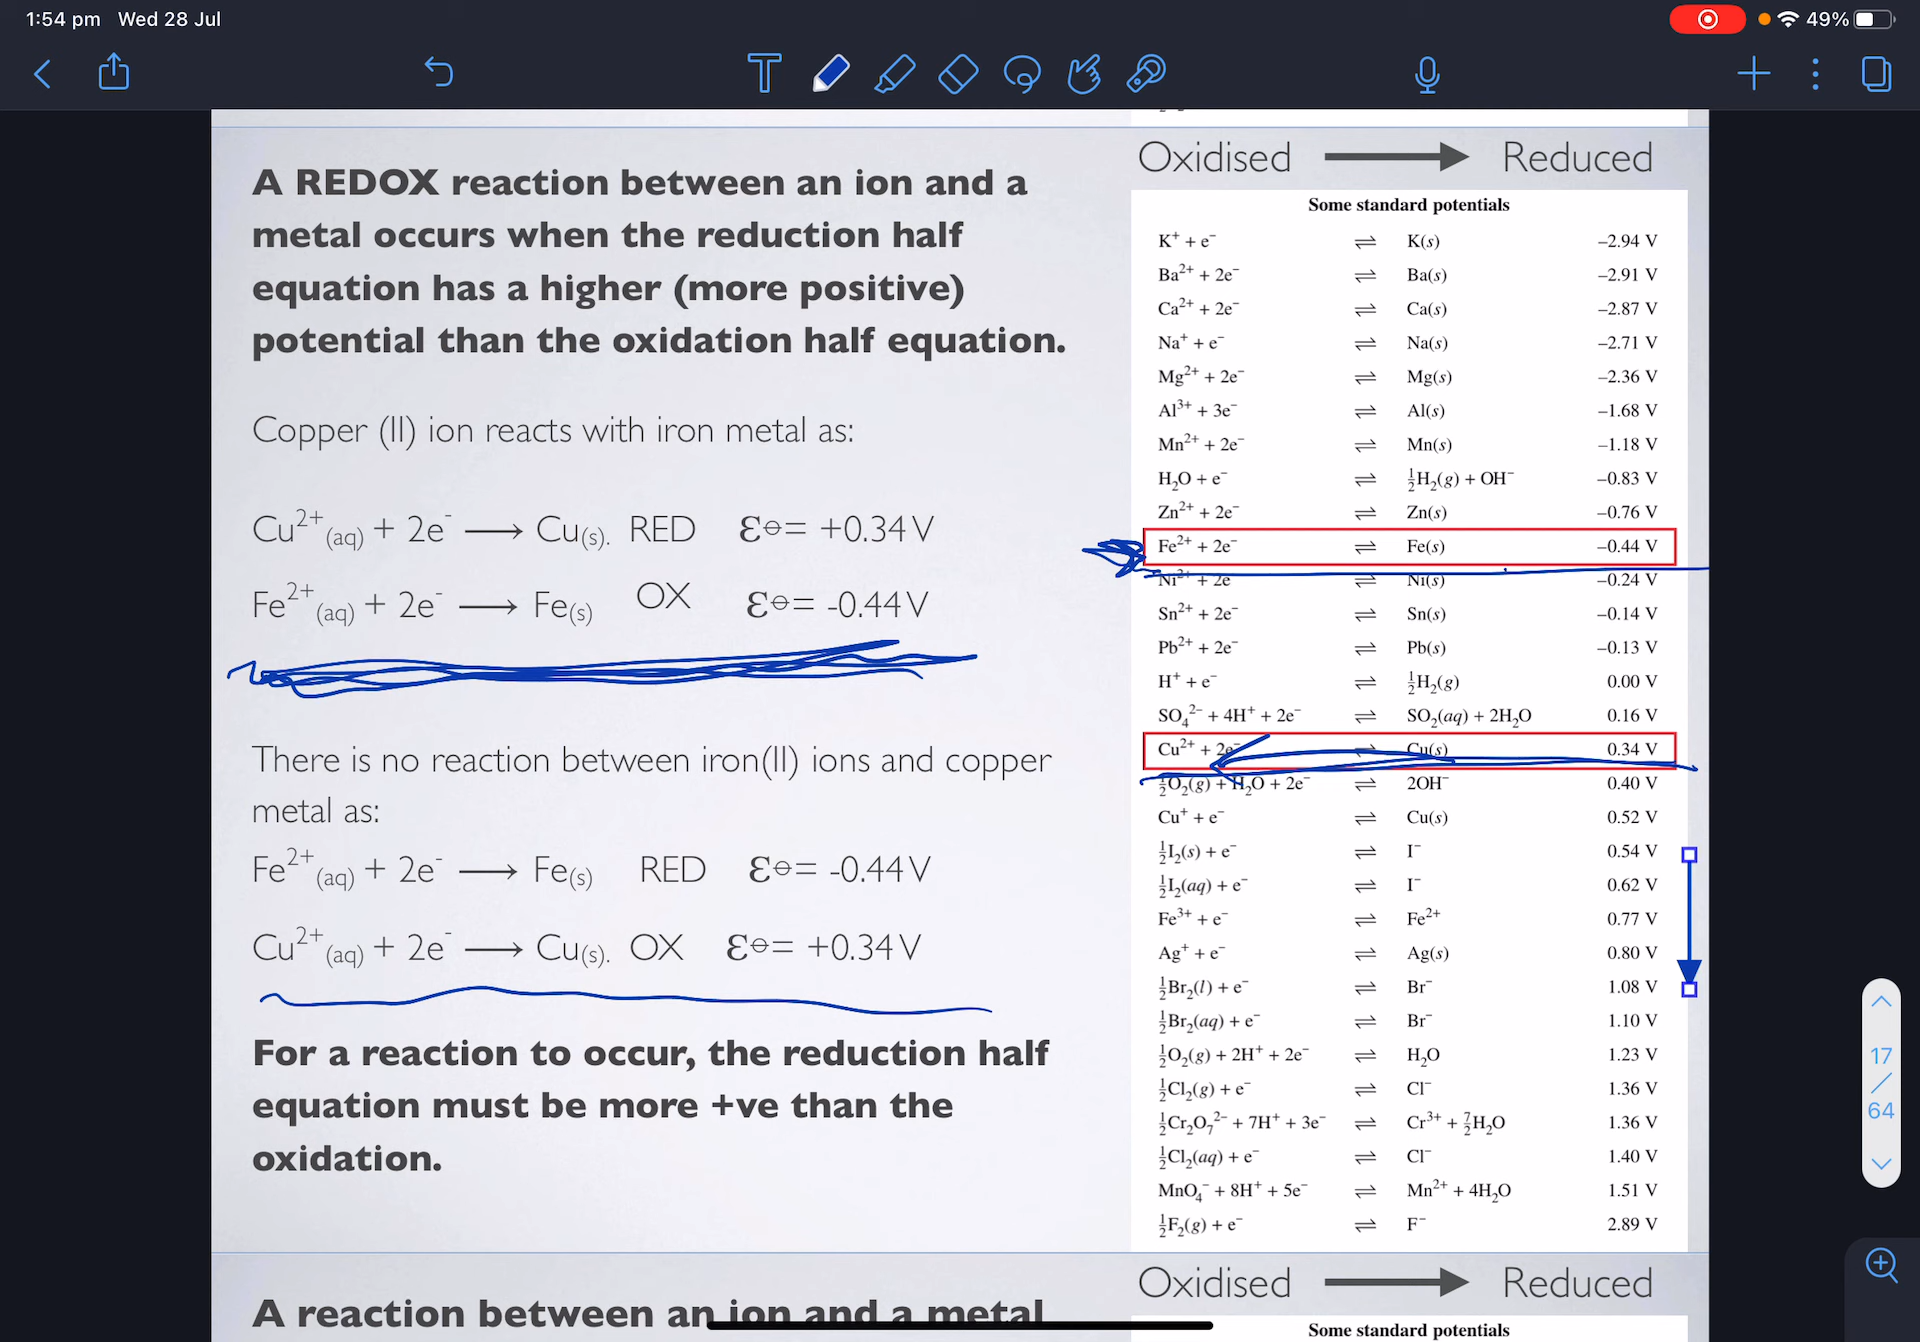 1:54 pm Wed 28 Jul
49%
A REDOX reaction between an ion and a
metal occurs when the reduction half
equation has a higher (more positive)
potential than the oxidation half equation.
Copper (II) ion reacts with iron metal as:
Cu²⁺(aq) + 2e⁻ ⟶ Cu(s). RED Ɛ⦵= +0.34V
Fe²⁺(aq) + 2e⁻ ⟶ Fe(s) OX Ɛ⦵= -0.44V
There is no reaction between iron(II) ions and copper
metal as:
Fe²⁺(aq) + 2e⁻ ⟶ Fe(s) RED Ɛ⦵= -0.44V
Cu²⁺(aq) + 2e⁻ ⟶ Cu(s). OX Ɛ⦵= +0.34V
For a reaction to occur, the reduction half
equation must be more +ve than the
oxidation.
Oxidised ⟶ Reduced
Some standard potentials
K⁺ + e⁻ ⇌ K(s) –2.94 V
Ba²⁺ + 2e⁻ ⇌ Ba(s) –2.91 V
Ca²⁺ + 2e⁻ ⇌ Ca(s) –2.87 V
Na⁺ + e⁻ ⇌ Na(s) –2.71 V
Mg²⁺ + 2e⁻ ⇌ Mg(s) –2.36 V
Al³⁺ + 3e⁻ ⇌ Al(s) –1.68 V
Mn²⁺ + 2e⁻ ⇌ Mn(s) –1.18 V
H₂O + e⁻ ⇌ ½H₂(g) + OH⁻ –0.83 V
Zn²⁺ + 2e⁻ ⇌ Zn(s) –0.76 V
Fe²⁺ + 2e⁻ ⇌ Fe(s) –0.44 V
Ni²⁺ + 2e⁻ ⇌ Ni(s) –0.24 V
Sn²⁺ + 2e⁻ ⇌ Sn(s) –0.14 V
Pb²⁺ + 2e⁻ ⇌ Pb(s) –0.13 V
H⁺ + e⁻ ⇌ ½H₂(g) 0.00 V
SO₄²⁻ + 4H⁺ + 2e⁻ ⇌ SO₂(aq) + 2H₂O 0.16 V
Cu²⁺ + 2e⁻ ⇌ Cu(s) 0.34 V
½O₂(g) + H₂O + 2e⁻ ⇌ 2OH⁻ 0.40 V
Cu⁺ + e⁻ ⇌ Cu(s) 0.52 V
½I₂(s) + e⁻ ⇌ I⁻ 0.54 V
½I₂(aq) + e⁻ ⇌ I⁻ 0.62 V
Fe³⁺ + e⁻ ⇌ Fe²⁺ 0.77 V
Ag⁺ + e⁻ ⇌ Ag(s) 0.80 V
½Br₂(l) + e⁻ ⇌ Br⁻ 1.08 V
½Br₂(aq) + e⁻ ⇌ Br⁻ 1.10 V
½O₂(g) + 2H⁺ + 2e⁻ ⇌ H₂O 1.23 V
½Cl₂(g) + e⁻ ⇌ Cl⁻ 1.36 V
½Cr₂O₇²⁻ + 7H⁺ + 3e⁻ ⇌ Cr³⁺ + 7/2H₂O 1.36 V
½Cl₂(aq) + e⁻ ⇌ Cl⁻ 1.40 V
MnO₄⁻ + 8H⁺ + 5e⁻ ⇌ Mn²⁺ + 4H₂O 1.51 V
½F₂(g) + e⁻ ⇌ F⁻ 2.89 V
17
/
64
A reaction between an ion and a metal
Oxidised ⟶ Reduced
Some standard potentials